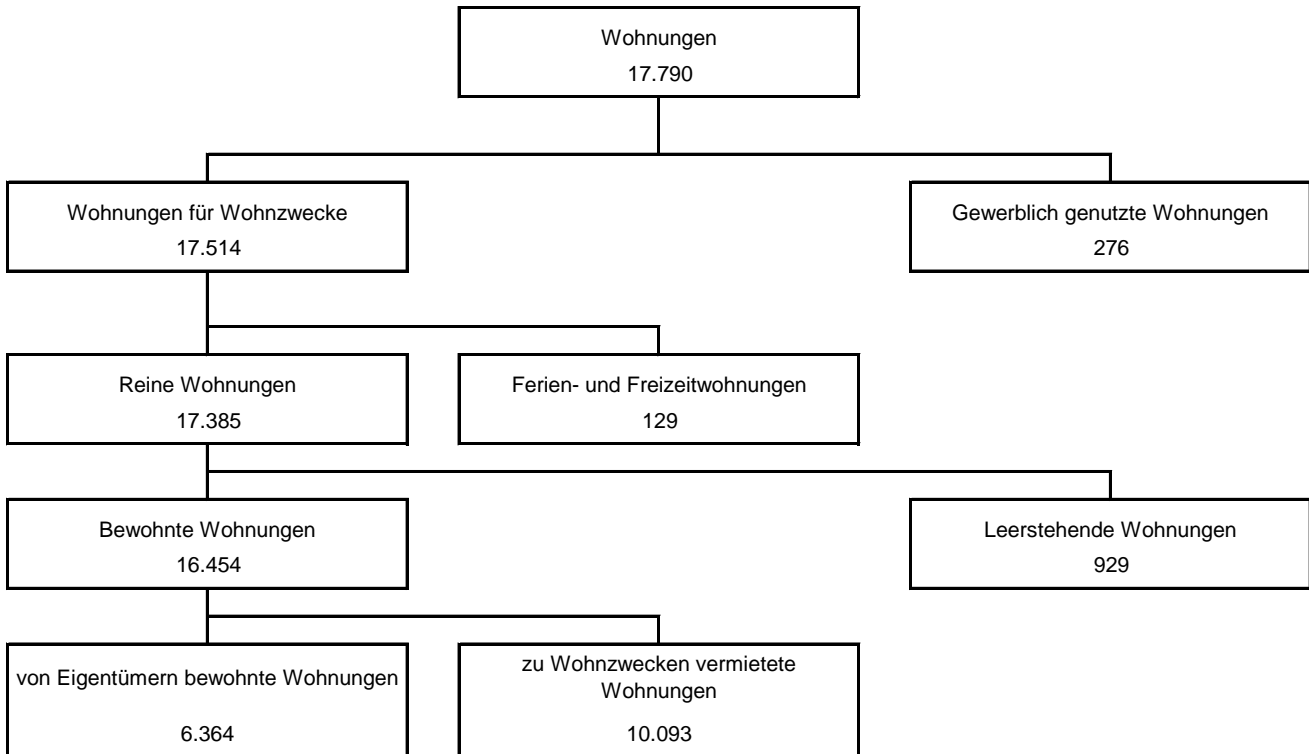 Wohnungen
17.790
Wohnungen für Wohnzwecke
17.514
Gewerblich genutzte Wohnungen
276
Reine Wohnungen
17.385
Ferien- und Freizeitwohnungen
129
Bewohnte Wohnungen
16.454
Leerstehende Wohnungen
929
von Eigentümern bewohnte Wohnungen
6.364
zu Wohnzwecken vermietete
Wohnungen
10.093